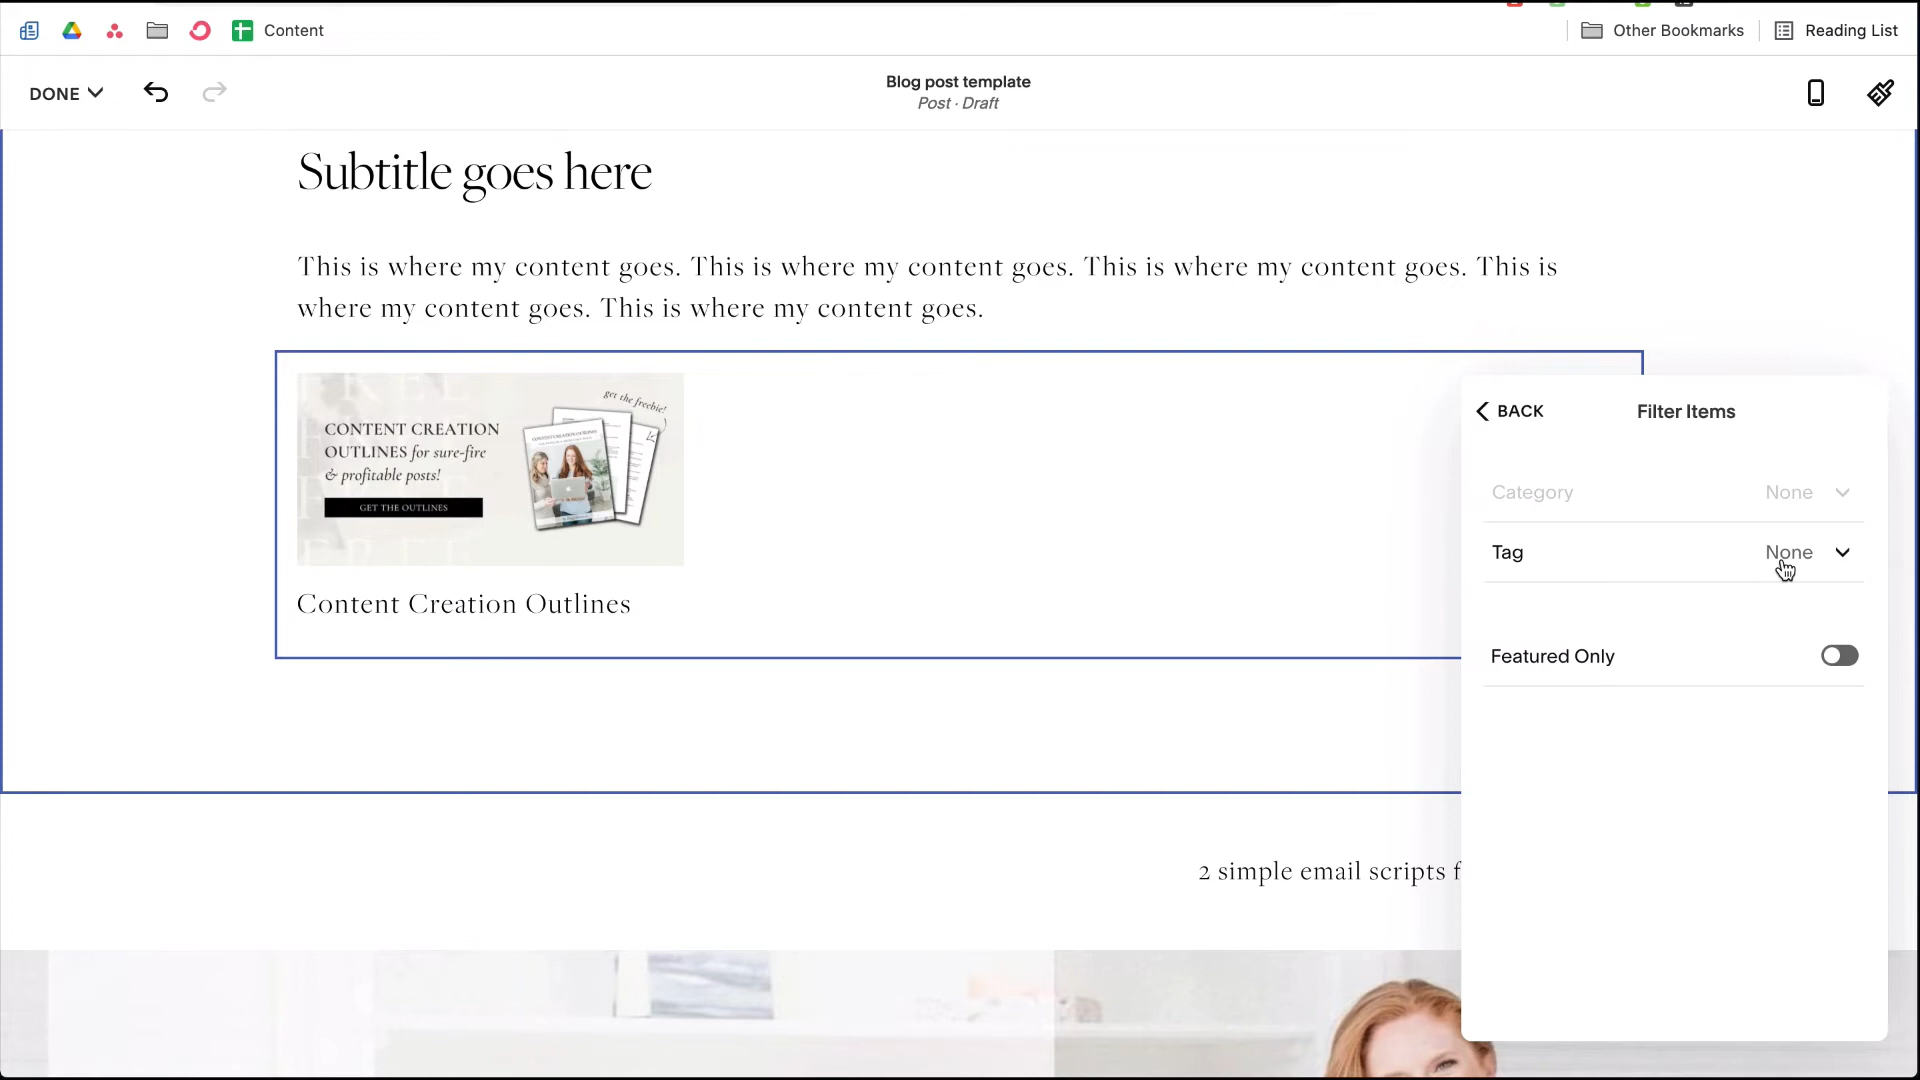 Content
Other Bookmarks
Reading List
DONE
Blog post template
Post · Draft
Subtitle goes here
This is where my content goes. This is where my content goes. This is where my content goes. This is
where my content goes. This is where my content goes.
get the freebie!
CONTENT CREATION
OUTLINES for sure-fire
& profitable posts!
GET THE OUTLINES
Content Creation Outlines
BACK
Filter Items
Category None
Tag None
Featured Only
2 simple email scripts f